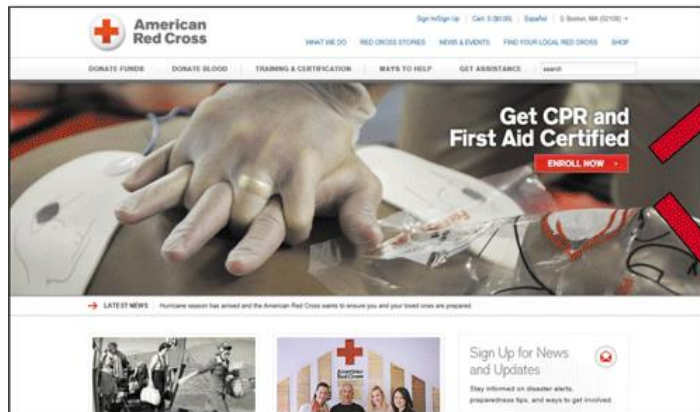 American
Red Cross
Sign In/Sign Up Cart: 0 ($0.00) Español Boston, MA (02108)
WHAT WE DO RED CROSS STORIES NEWS & EVENTS FIND YOUR LOCAL RED CROSS SHOP
DONATE FUNDS DONATE BLOOD TRAINING & CERTIFICATION WAYS TO HELP GET ASSISTANCE search
Get CPR and
First Aid Certified
ENROLL NOW
LATEST NEWS Hurricane season has arrived and the American Red Cross wants to ensure you and your loved ones are prepared.
American
Red Cross
Sign Up for News
and Updates
Stay informed on disaster alerts,
preparedness tips, and ways to get involved